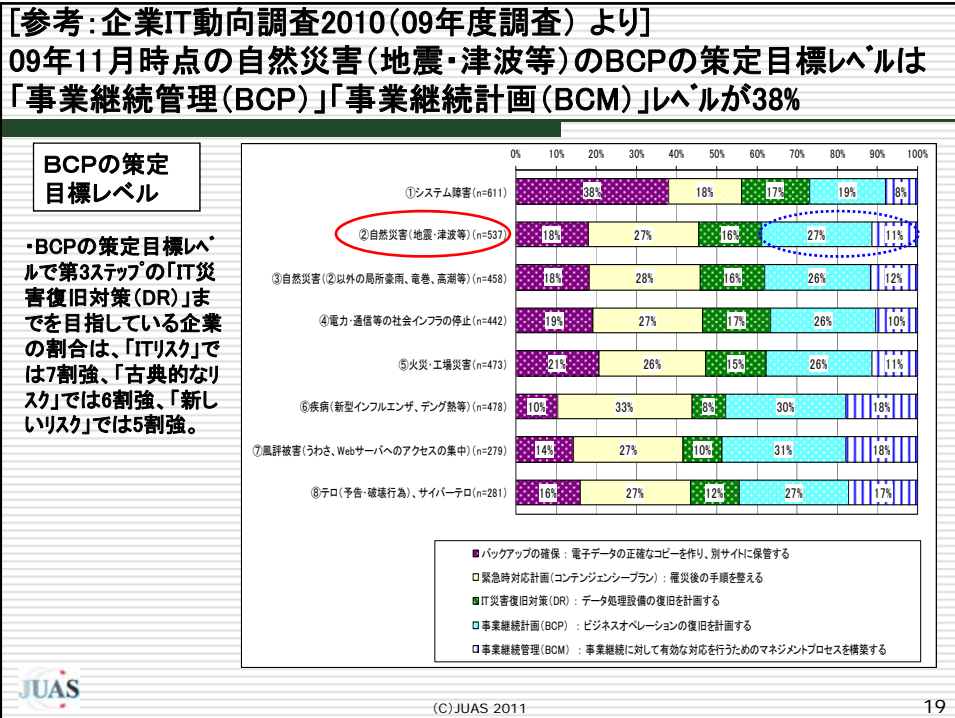 [参考：企業IT動向調査2010（09年度調査） より]
09年11月時点の自然災害（地震・津波等）のBCPの策定目標ﾚﾍﾞﾙは
「事業継続管理（BCP）」「事業継続計画（BCM）」ﾚﾍﾞﾙが38%
ＢＣＰの策定
目標レベル
・BCPの策定目標ﾚﾍﾞ
ﾙで第3ｽﾃｯﾌﾟの「IT災
害復旧対策（DR）」ま
でを目指している企業
の割合は、「ITﾘｽｸ」で
は7割強、「古典的なﾘ
ｽｸ」では6割強、「新し
いﾘｽｸ」では5割強。
0% 10% 20% 30% 40% 50% 60% 70% 80% 90% 100%
①システム障害(n=611) 38% 18% 17% 19% 8%
②自然災害(地震･津波等)(n=537) 18% 27% 16% 27% 11%
③自然災害(②以外の局所豪雨、竜巻、高潮等)(n=458) 18% 28% 16% 26% 12%
④電力･通信等の社会インフラの停止(n=442) 19% 27% 17% 26% 10%
⑤火災･工場災害(n=473) 21% 26% 15% 26% 11%
⑥疾病(新型インフルエンザ、デング熱等)(n=478) 10% 33% 8% 30% 18%
⑦風評被害(うわさ、Webサーバへのアクセスの集中)(n=279) 14% 27% 10% 31% 18%
⑧テロ(予告･破壊行為)、サイバーテロ(n=281) 16% 27% 12% 27% 17%
バックアップの確保：電子データの正確なコピーを作り、別サイトに保管する
緊急時対応計画(コンテンジェンシープラン)：罹災後の手順を整える
IT災害復旧対策(DR)：データ処理設備の復旧を計画する
事業継続計画(BCP) ：ビジネスオペレーションの復旧を計画する
事業継続管理(BCM) ：事業継続に対して有効な対応を行うためのマネジメントプロセスを構築する
JUAS
(C)JUAS 2011
19